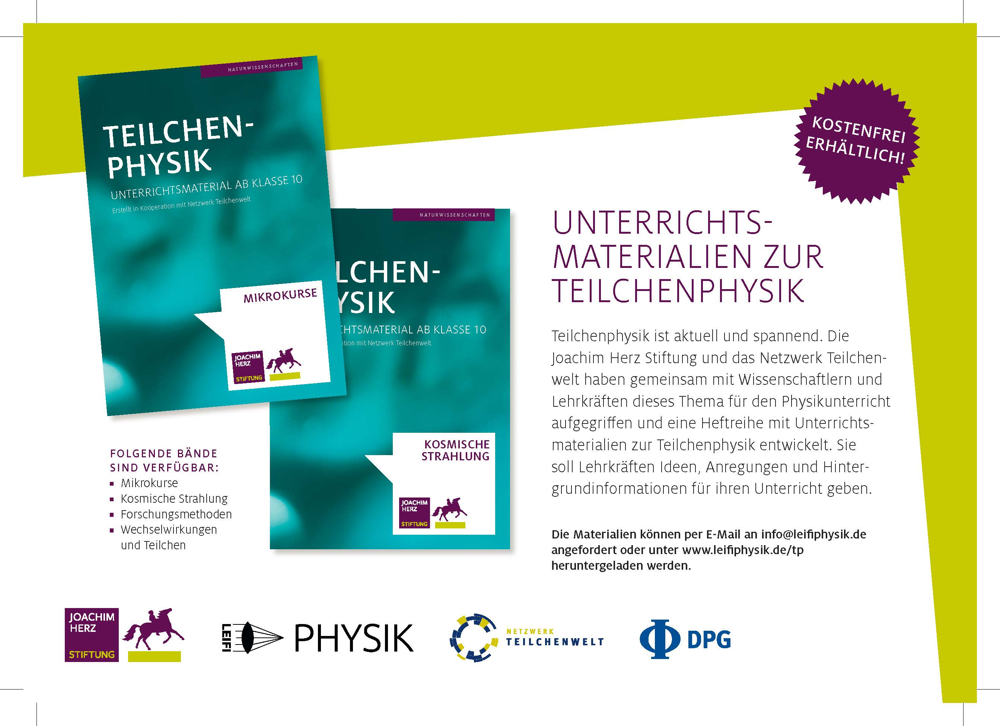 NATURWISSENSCHAFTEN
TEILCHEN-
PHYSIK
UNTERRICHTSMATERIAL AB KLASSE 10
Erstellt in Kooperation mit Netzwerk Teilchenwelt
MIKROKURSE
JOACHIM
HERZ
STIFTUNG
NATURWISSENSCHAFTEN
LCHEN-
YSIK
CHTSMATERIAL AB KLASSE 10
tion mit Netzwerk Teilchenwelt
KOSMISCHE
STRAHLUNG
JOACHIM
HERZ
STIFTUNG
KOSTENFREI
ERHÄLTLICH!
UNTERRICHTS-
MATERIALIEN ZUR
TEILCHENPHYSIK
Teilchenphysik ist aktuell und spannend. Die
Joachim Herz Stiftung und das Netzwerk Teilchen-
welt haben gemeinsam mit Wissenschaftlern und
Lehrkräften dieses Thema für den Physikunterricht
aufgegriffen und eine Heftreihe mit Unterrichts-
materialien zur Teilchenphysik entwickelt. Sie
soll Lehrkräften Ideen, Anregungen und Hinter-
grundinformationen für ihren Unterricht geben.
Die Materialien können per E-Mail an info@leifiphysik.de
angefordert oder unter www.leifiphysik.de/tp
heruntergeladen werden.
FOLGENDE BÄNDE
SIND VERFÜGBAR:
▪ Mikrokurse
▪ Kosmische Strahlung
▪ Forschungsmethoden
▪ Wechselwirkungen
und Teilchen
JOACHIM
HERZ
STIFTUNG
LEIFI PHYSIK
NETZWERK
TEILCHENWELT
DPG